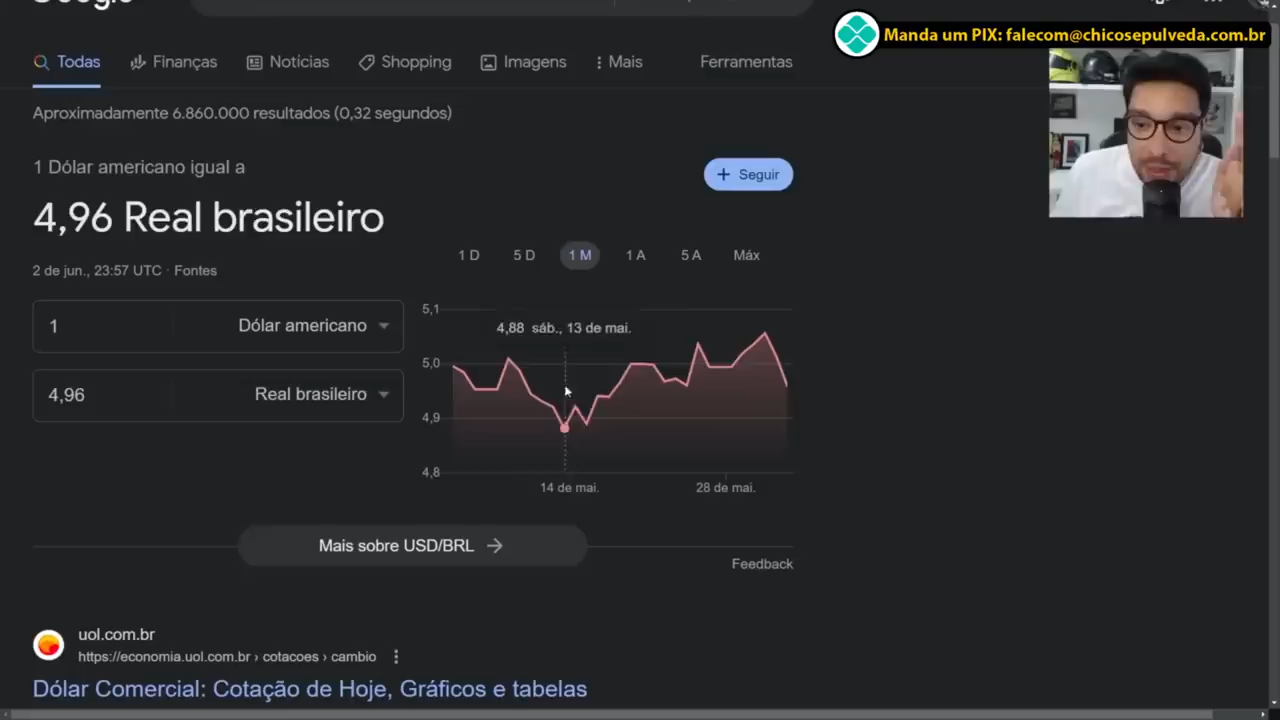 Manda um PIX: falecom@chicosepulveda.com.br
Todas Finanças Notícias Shopping Imagens Mais Ferramentas
Aproximadamente 6.860.000 resultados (0,32 segundos)
1 Dólar americano igual a
+ Seguir
4,96 Real brasileiro
1 D 5 D 1 M 1 A 5 A Máx
2 de jun., 23:57 UTC · Fontes
1 Dólar americano
4,96 Real brasileiro
5,1
4,88 sáb., 13 de mai.
5,0
4,9
4,8
14 de mai. 28 de mai.
Mais sobre USD/BRL →
Feedback
uol.com.br
https://economia.uol.com.br › cotacoes › cambio
Dólar Comercial: Cotação de Hoje, Gráficos e tabelas